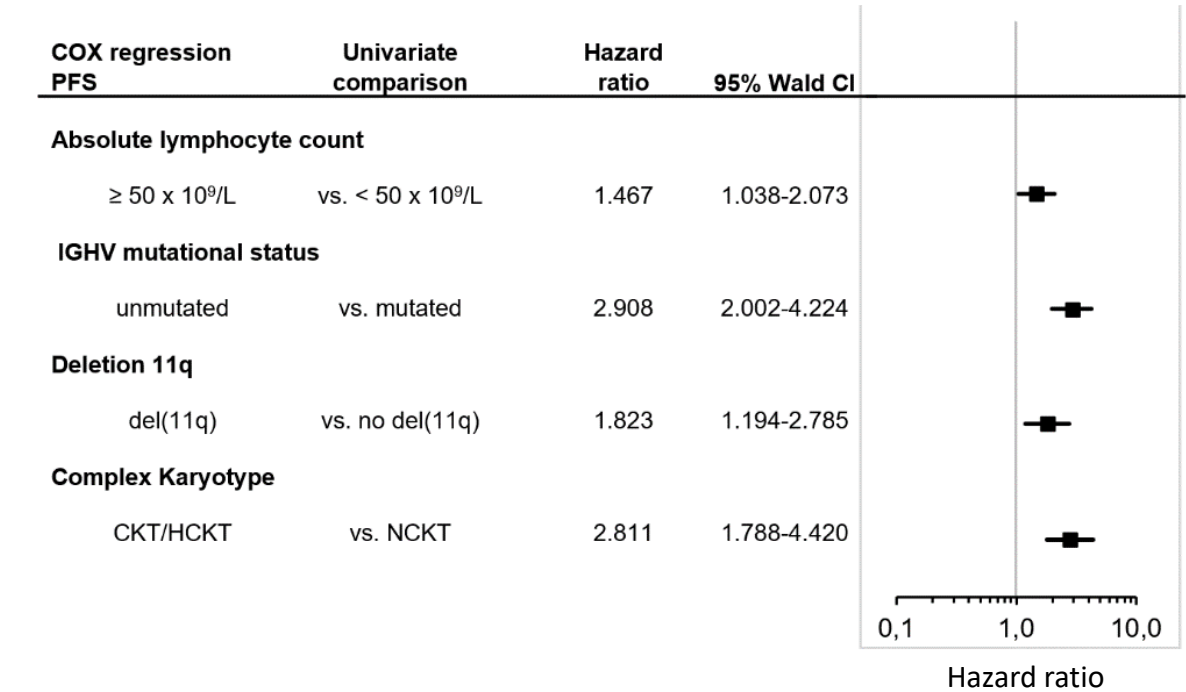 COX regression Univariate Hazard
PFS comparison ratio 95% Wald CI
Absolute lymphocyte count
≥ 50 x 10⁹/L vs. < 50 x 10⁹/L 1.467 1.038-2.073
IGHV mutational status
unmutated vs. mutated 2.908 2.002-4.224
Deletion 11q
del(11q) vs. no del(11q) 1.823 1.194-2.785
Complex Karyotype
CKT/HCKT vs. NCKT 2.811 1.788-4.420
0,1 1,0 10,0
Hazard ratio